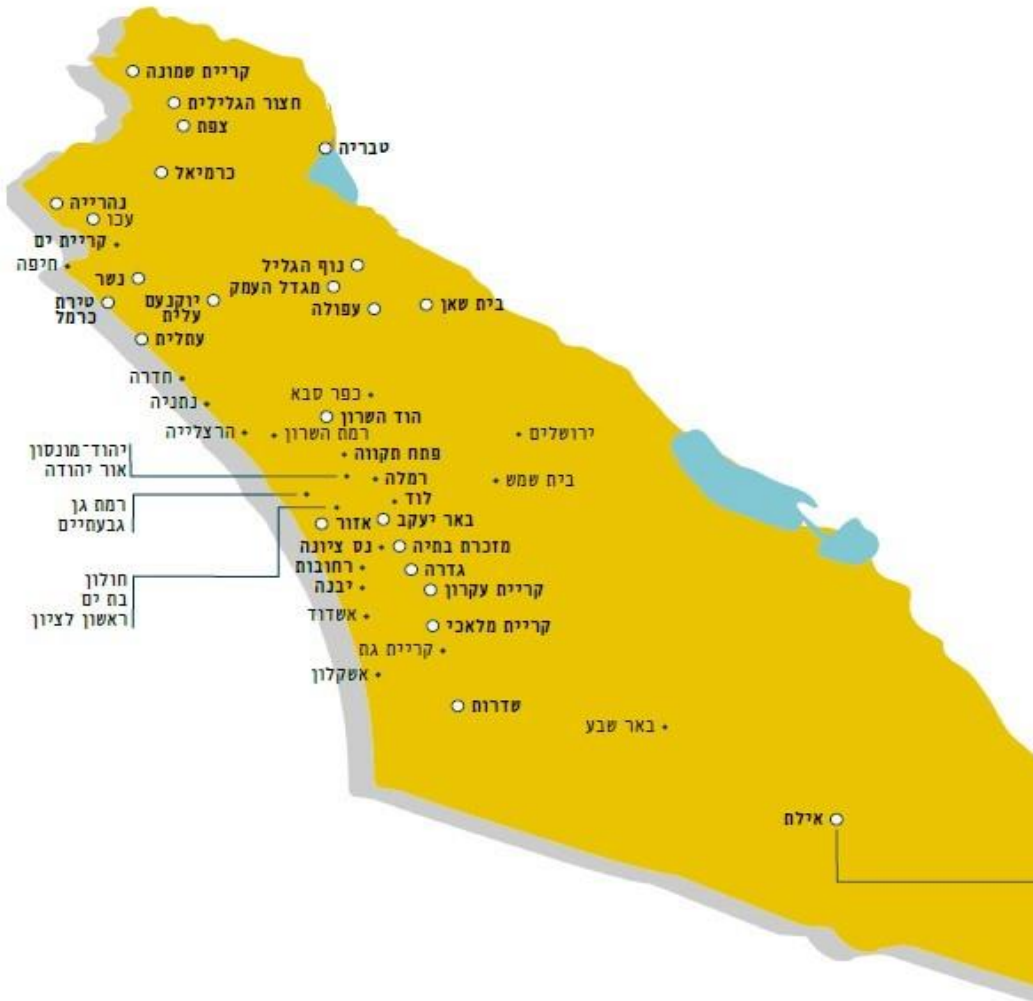 קריית שמונה
חצור הגלילית
צפת
טבריה
כרמיאל
נהרייה
עכו
קריית ים
חיפה
נוף הגליל
נשר
מגדל העמק
יוקנעם
עלית
טירת
כרמל
עפולה
בית שאן
עתלית
חדרה
כפר סבא
נתניה
הוד השרון
הרצלייה
רמת השרון
ירושלים
יהוד־מונסון
אור יהודה
פתח תקווה
רמלה
בית שמש
רמת גן
גבעתיים
לוד
אזור
באר יעקב
נס ציונה
מזכרת בתיה
רחובות
גדרה
חולון
בת ים
ראשון לציון
יבנה
קריית עקרון
אשדוד
קריית מלאכי
קריית גת
אשקלון
שדרות
באר שבע
אילת